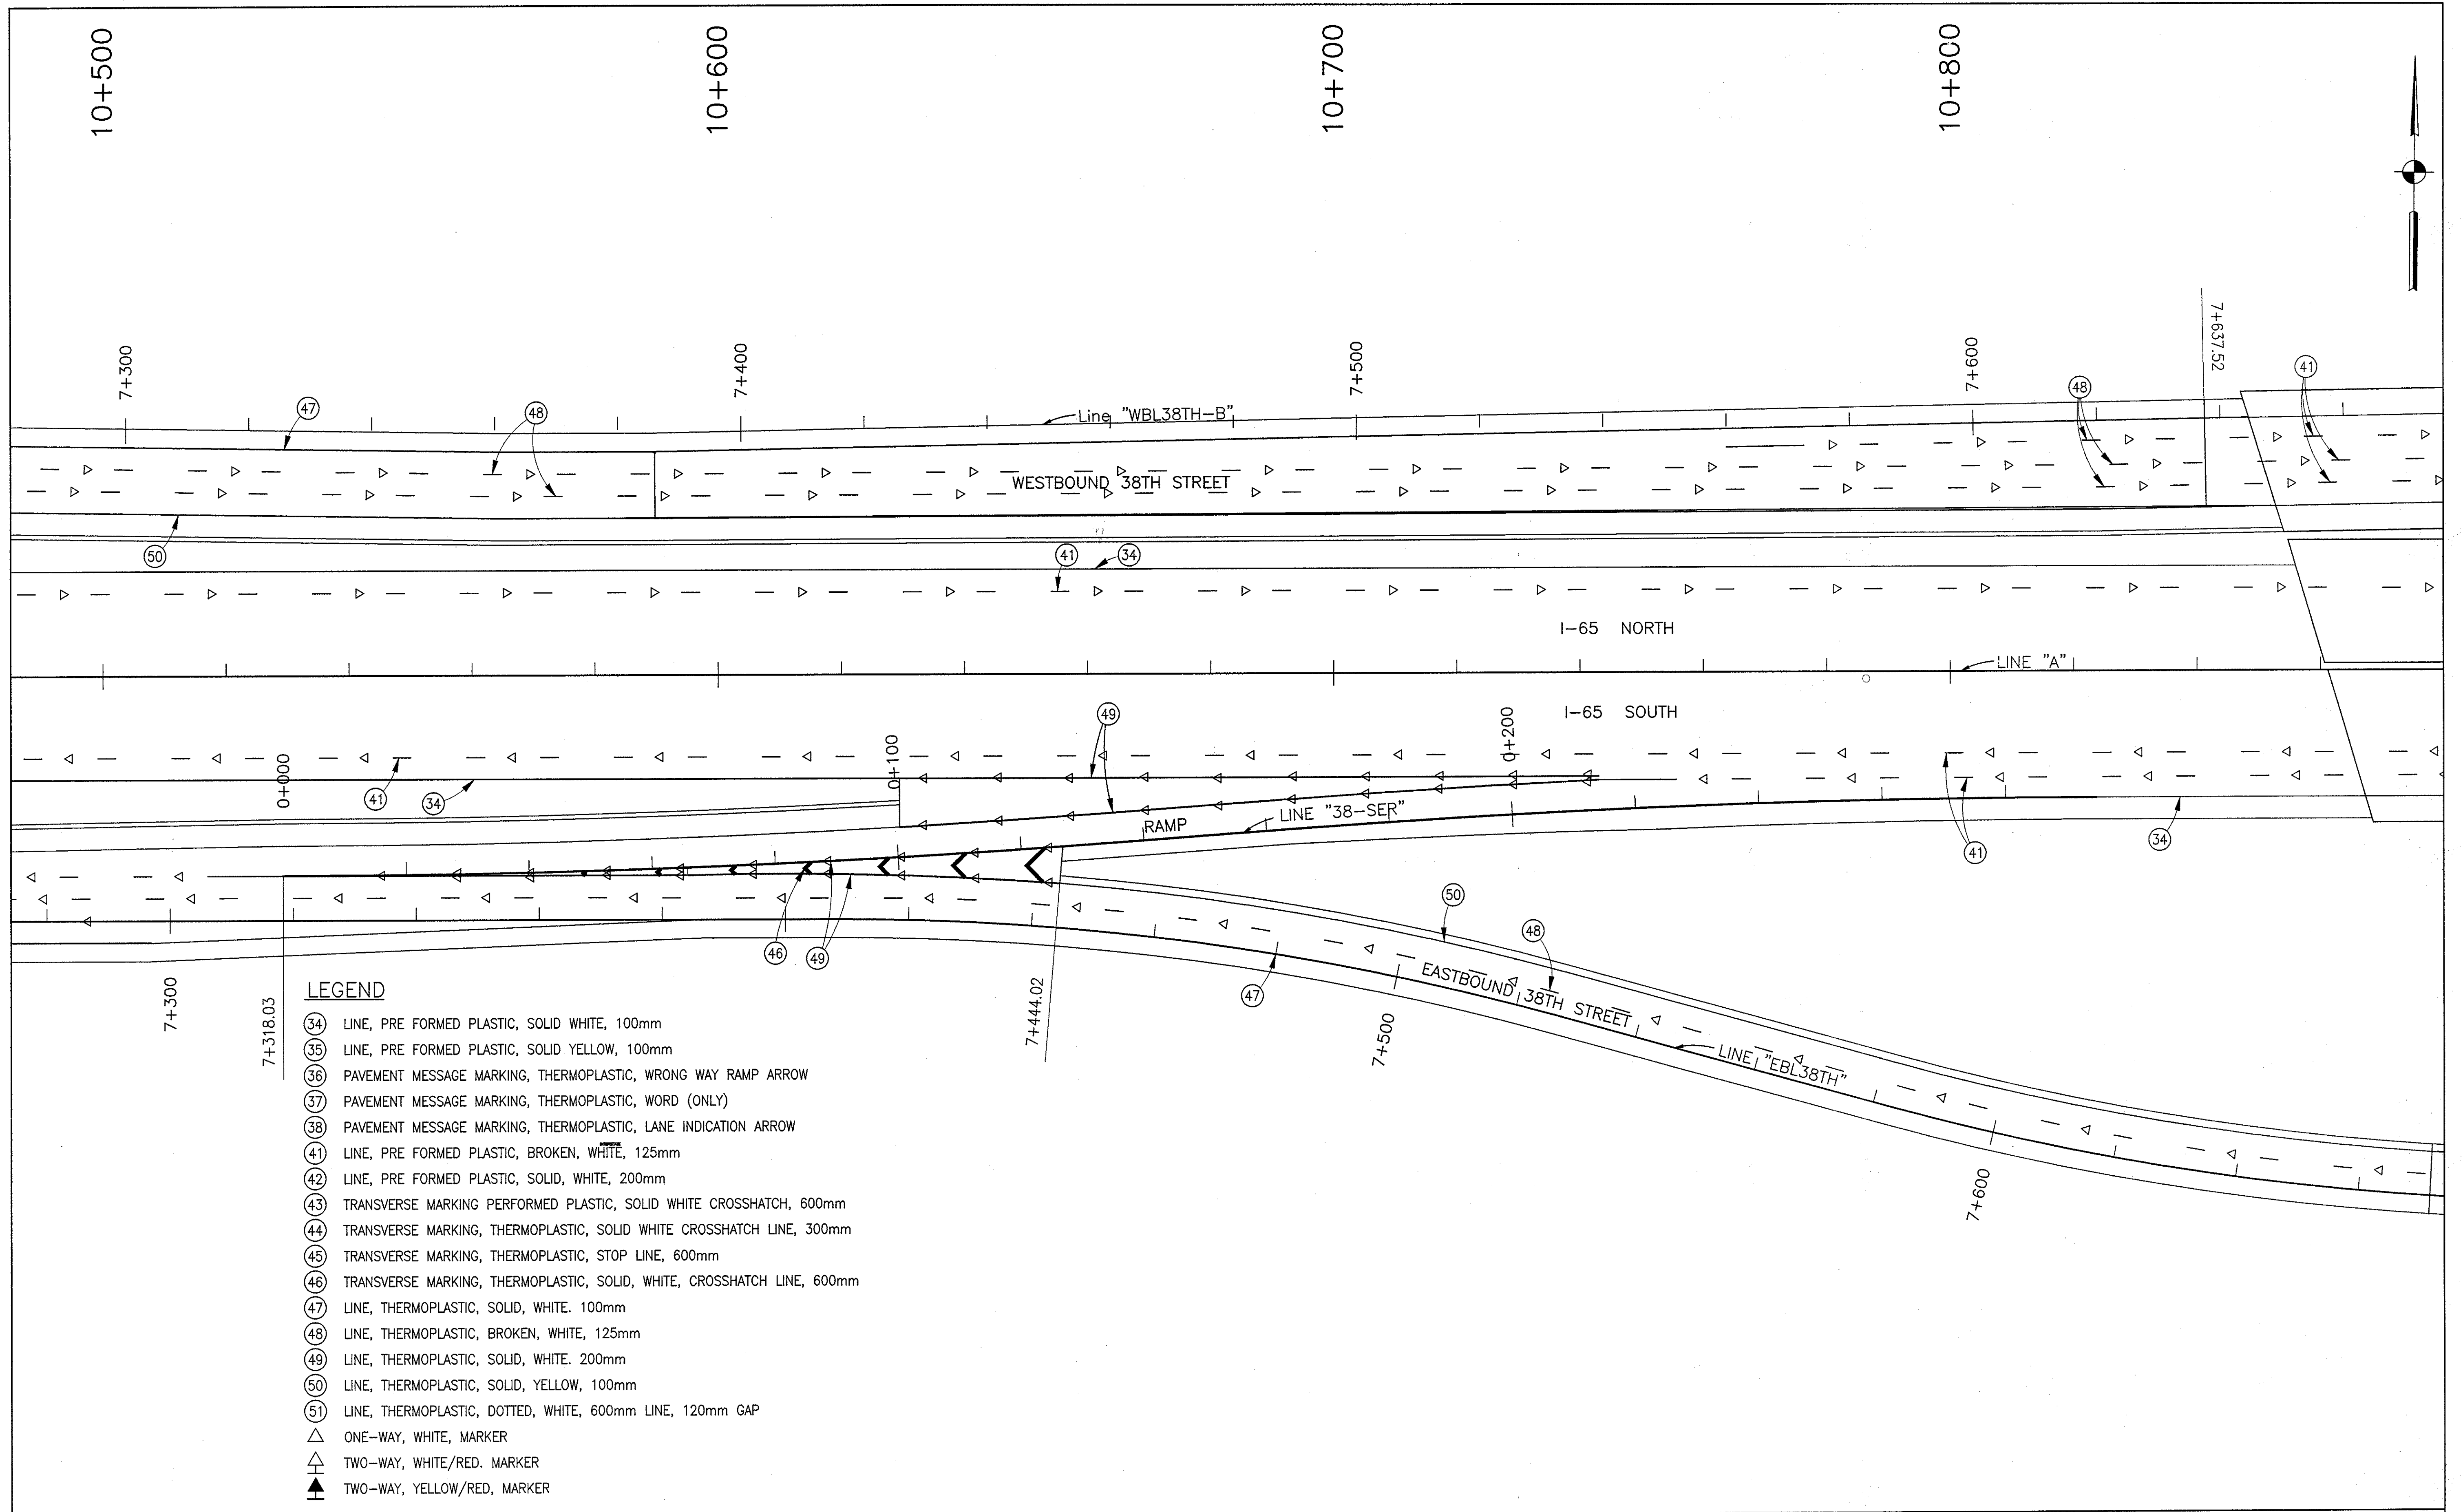 10+500
10+600
10+700
10+800
7+300
7+400
7+500
7+600
7+637.52
47
48
Line "WBL38TH-B"
48
41
WESTBOUND 38TH STREET
50
41
34
I-65 NORTH
LINE "A"
I-65 SOUTH
49
0+000
0+100
0+200
41
34
LINE "38-SER"
RAMP
41
34
46
49
50
48
47
EASTBOUND 38TH STREET
LINE "EBL38TH"
7+300
7+318.03
7+444.02
7+500
7+600
LEGEND
34 LINE, PRE FORMED PLASTIC, SOLID WHITE, 100mm
35 LINE, PRE FORMED PLASTIC, SOLID YELLOW, 100mm
36 PAVEMENT MESSAGE MARKING, THERMOPLASTIC, WRONG WAY RAMP ARROW
37 PAVEMENT MESSAGE MARKING, THERMOPLASTIC, WORD (ONLY)
38 PAVEMENT MESSAGE MARKING, THERMOPLASTIC, LANE INDICATION ARROW
41 LINE, PRE FORMED PLASTIC, BROKEN, WHITE, 125mm
42 LINE, PRE FORMED PLASTIC, SOLID, WHITE, 200mm
43 TRANSVERSE MARKING PERFORMED PLASTIC, SOLID WHITE CROSSHATCH, 600mm
44 TRANSVERSE MARKING, THERMOPLASTIC, SOLID WHITE CROSSHATCH LINE, 300mm
45 TRANSVERSE MARKING, THERMOPLASTIC, STOP LINE, 600mm
46 TRANSVERSE MARKING, THERMOPLASTIC, SOLID, WHITE, CROSSHATCH LINE, 600mm
47 LINE, THERMOPLASTIC, SOLID, WHITE. 100mm
48 LINE, THERMOPLASTIC, BROKEN, WHITE, 125mm
49 LINE, THERMOPLASTIC, SOLID, WHITE. 200mm
50 LINE, THERMOPLASTIC, SOLID, YELLOW, 100mm
51 LINE, THERMOPLASTIC, DOTTED, WHITE, 600mm LINE, 120mm GAP
ONE-WAY, WHITE, MARKER
TWO-WAY, WHITE/RED. MARKER
TWO-WAY, YELLOW/RED, MARKER